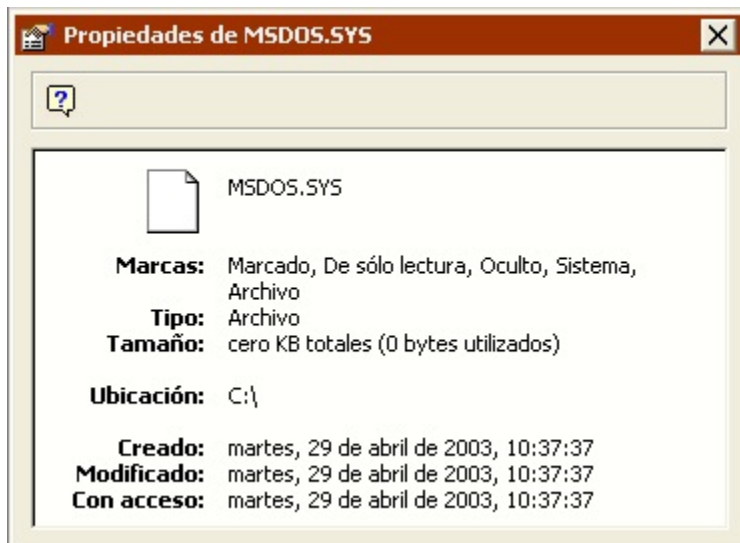 Propiedades de MSDOS.SYS
MSDOS.SYS
Marcas: Marcado, De sólo lectura, Oculto, Sistema,
Archivo
Tipo: Archivo
Tamaño: cero KB totales (0 bytes utilizados)
Ubicación: C:\
Creado: martes, 29 de abril de 2003, 10:37:37
Modificado: martes, 29 de abril de 2003, 10:37:37
Con acceso: martes, 29 de abril de 2003, 10:37:37